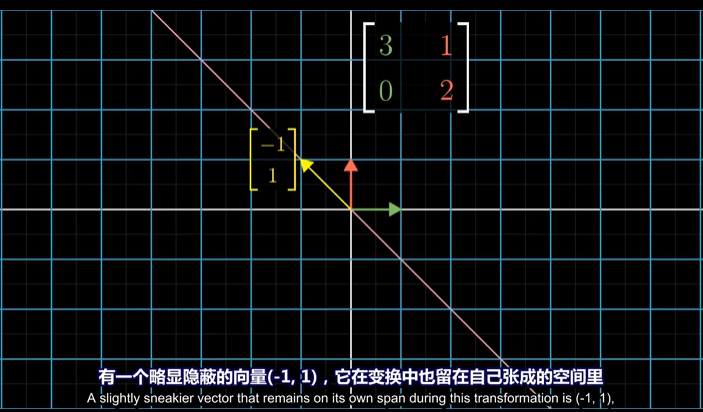 3 1
0 2
-1
1
有一个略显隐蔽的向量(-1, 1)，它在变换中也留在自己张成的空间里
A slightly sneakier vector that remains on its own span during this transformation is (-1, 1),